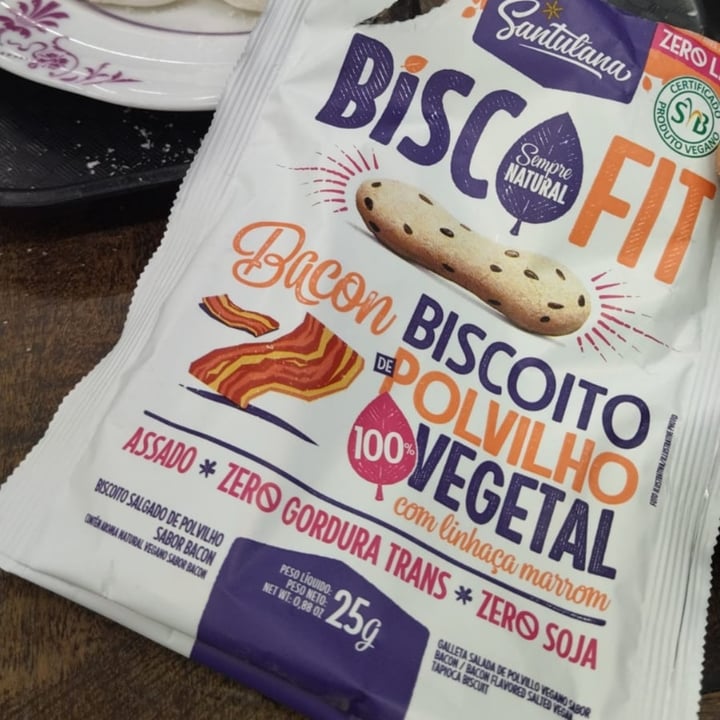 Santulana
ZERO L
CERTIFICADO
SVB
PRODUTO VEGANO
BISCOFIT
Sempre
NATURAL
Bacon
BISCOITO
DE POLVILHO
100% VEGETAL
com linhaça marrom
ASSADO * ZERO GORDURA TRANS * ZERO SOJA
BISCOITO SALGADO DE POLVILHO
SABOR BACON
CONTÉM AROMA NATURAL VEGANO SABOR BACON
PESO LÍQUIDO:
PESO NETO:
NET WT: 0,88 OZ
25g
GALLETA SALADA DE POLVILLO VEGANO SABOR
BACON / BACON FLAVORED SALTED VEGAN
TAPIOCA BISCUIT